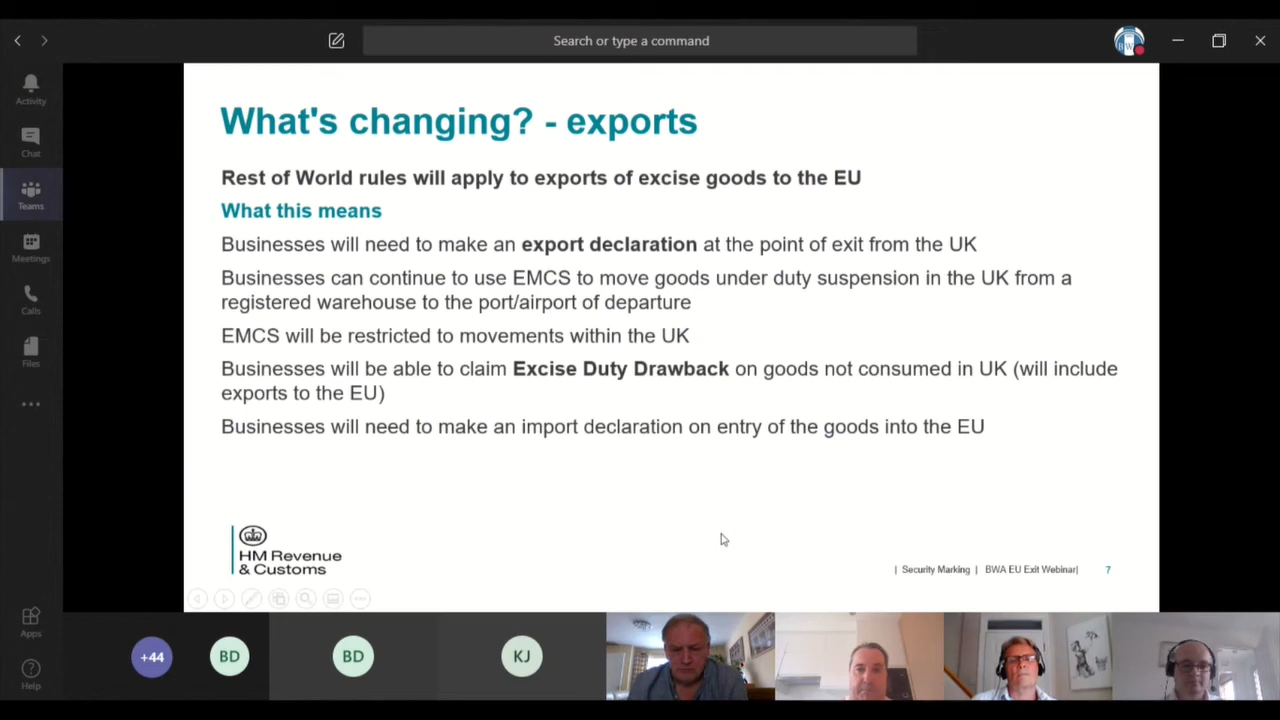 Search or type a command
Activity
Chat
Teams
Meetings
Calls
Files
Apps
Help
What's changing? - exports
Rest of World rules will apply to exports of excise goods to the EU
What this means
Businesses will need to make an export declaration at the point of exit from the UK
Businesses can continue to use EMCS to move goods under duty suspension in the UK from a
registered warehouse to the port/airport of departure
EMCS will be restricted to movements within the UK
Businesses will be able to claim Excise Duty Drawback on goods not consumed in UK (will include
exports to the EU)
Businesses will need to make an import declaration on entry of the goods into the EU
HM Revenue
& Customs
| Security Marking | BWA EU Exit Webinar| 7
+44
BD
BD
KJ